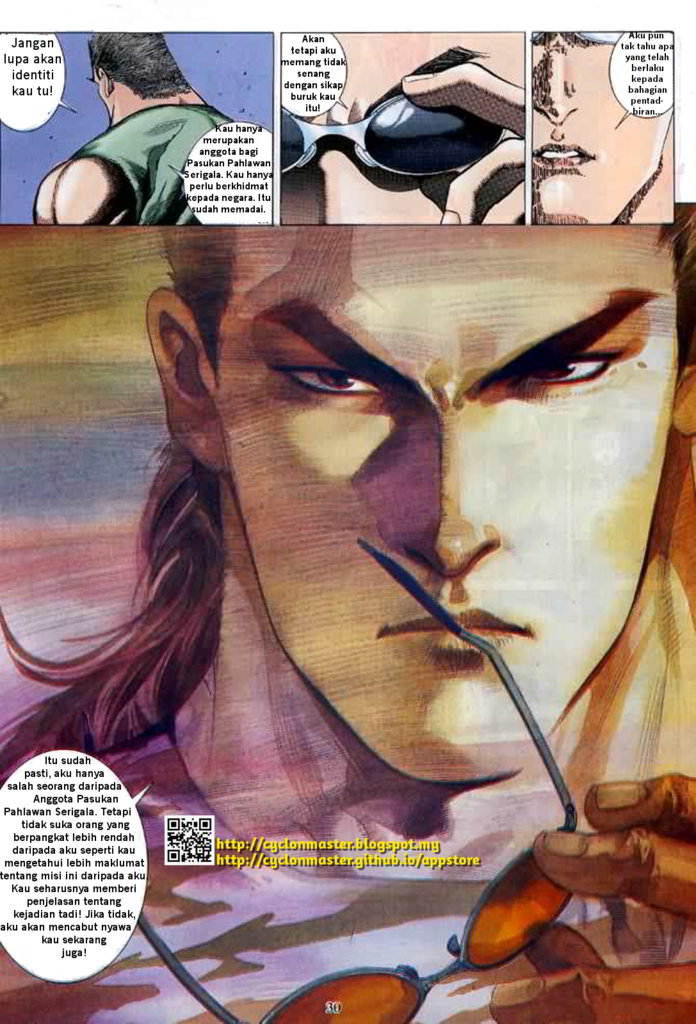 Jangan
lupa akan
identiti
kau tu!
Kau hanya
merupakan
anggota bagi
Pasukan Pahlawan
Serigala. Kau hanya
perlu berkhidmat
kepada negara. Itu
sudah memadai.
Akan
tetapi aku
memang tidak
senang
dengan sikap
buruk kau
itu!
Aku pun
tak tahu apa
yang telah
berlaku
kepada
bahagian
pentad-
biran...
Itu sudah
pasti, aku hanya
salah seorang daripada
Anggota Pasukan
Pahlawan Serigala. Tetapi
tidak suka orang yang
berpangkat lebih rendah
daripada aku seperti kau
mengetahui lebih maklumat
tentang misi ini daripada aku.
Kau seharusnya memberi
penjelasan tentang
kejadian tadi! Jika tidak,
aku akan mencabut nyawa
kau sekarang
juga!
http://cyclonmaster.blogspot.my
http://cyclonmaster.github.io/appstore
30